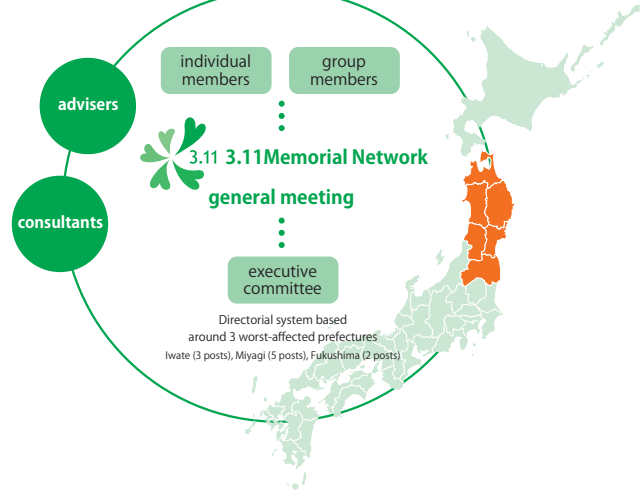 individual
members
group
members
advisers
3.11 3.11Memorial Network
general meeting
consultants
executive
committee
Directorial system based
around 3 worst-affected prefectures
Iwate (3 posts), Miyagi (5 posts), Fukushima (2 posts)